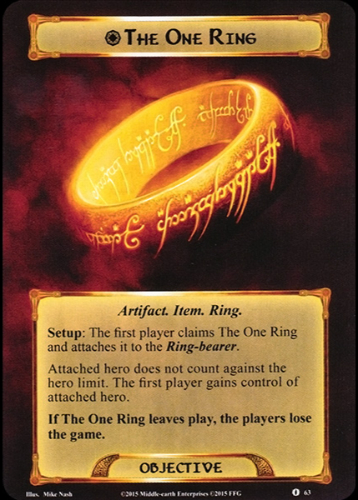 THE ONE RING
Artifact. Item. Ring.
Setup: The first player claims The One Ring
and attaches it to the Ring-bearer.
Attached hero does not count against the
hero limit. The first player gains control of
attached hero.
If The One Ring leaves play, the players lose
the game.
OBJECTIVE
Illus. Mike Nash
©2015 Middle-earth Enterprises ©2015 FFG
63